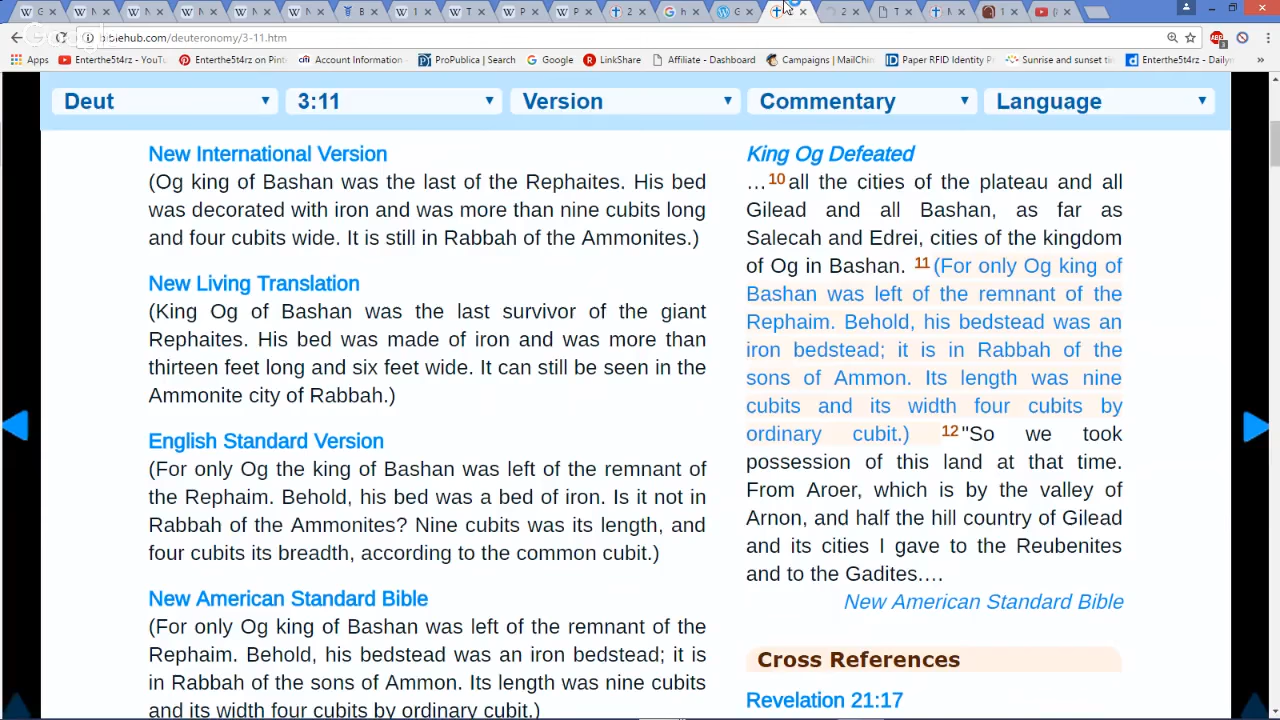 biblehub.com/deuteronomy/3-11.htm
Apps
Enterthe5t4rz - YouTu
Enterthe5t4rz on Pint
Account Information
ProPublica | Search
Google
LinkShare
Affiliate - Dashboard
Campaigns | MailChim
Paper RFID Identity P
Sunrise and sunset tim
Enterthe5t4rz - Daily
Deut
3:11
Version
Commentary
Language
New International Version
(Og king of Bashan was the last of the Rephaites. His bed
was decorated with iron and was more than nine cubits long
and four cubits wide. It is still in Rabbah of the Ammonites.)
New Living Translation
(King Og of Bashan was the last survivor of the giant
Rephaites. His bed was made of iron and was more than
thirteen feet long and six feet wide. It can still be seen in the
Ammonite city of Rabbah.)
English Standard Version
(For only Og the king of Bashan was left of the remnant of
the Rephaim. Behold, his bed was a bed of iron. Is it not in
Rabbah of the Ammonites? Nine cubits was its length, and
four cubits its breadth, according to the common cubit.)
New American Standard Bible
(For only Og king of Bashan was left of the remnant of the
Rephaim. Behold, his bedstead was an iron bedstead; it is
in Rabbah of the sons of Ammon. Its length was nine cubits
and its width four cubits by ordinary cubit.)
King Og Defeated
…10all the cities of the plateau and all
Gilead and all Bashan, as far as
Salecah and Edrei, cities of the kingdom
of Og in Bashan. 11(For only Og king of
Bashan was left of the remnant of the
Rephaim. Behold, his bedstead was an
iron bedstead; it is in Rabbah of the
sons of Ammon. Its length was nine
cubits and its width four cubits by
ordinary cubit.) 12"So we took
possession of this land at that time.
From Aroer, which is by the valley of
Arnon, and half the hill country of Gilead
and its cities I gave to the Reubenites
and to the Gadites.…
New American Standard Bible
Cross References
Revelation 21:17